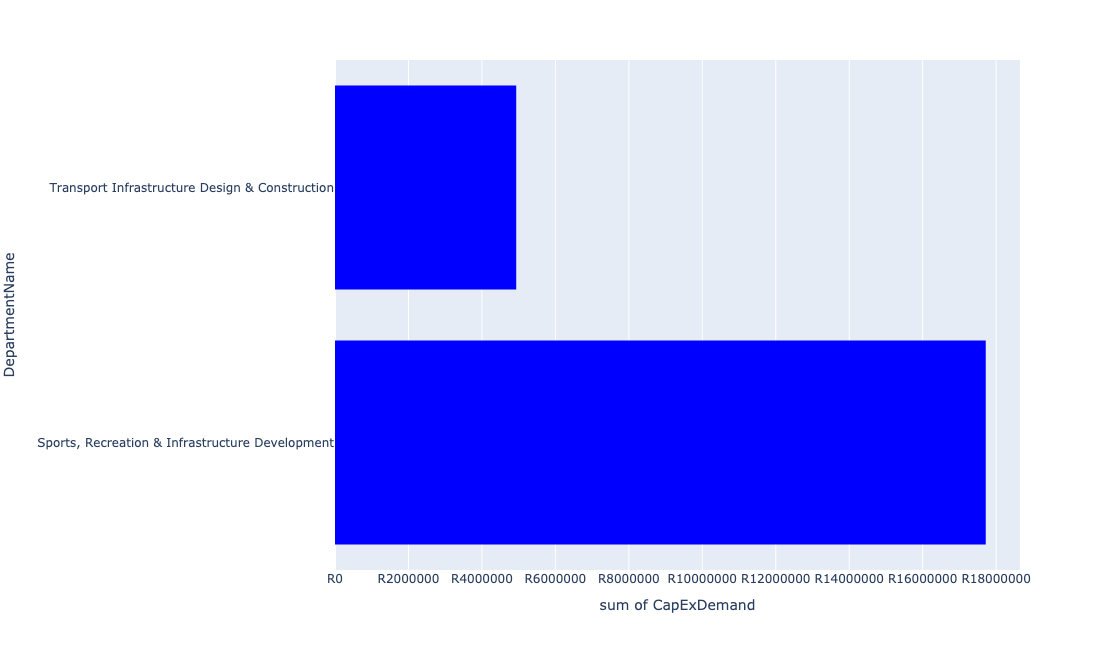 Transport Infrastructure Design & Construction
DepartmentName
Sports, Recreation & Infrastructure Development
R0 R2000000 R4000000 R6000000 R8000000 R10000000 R12000000 R14000000 R16000000 R18000000
sum of CapExDemand